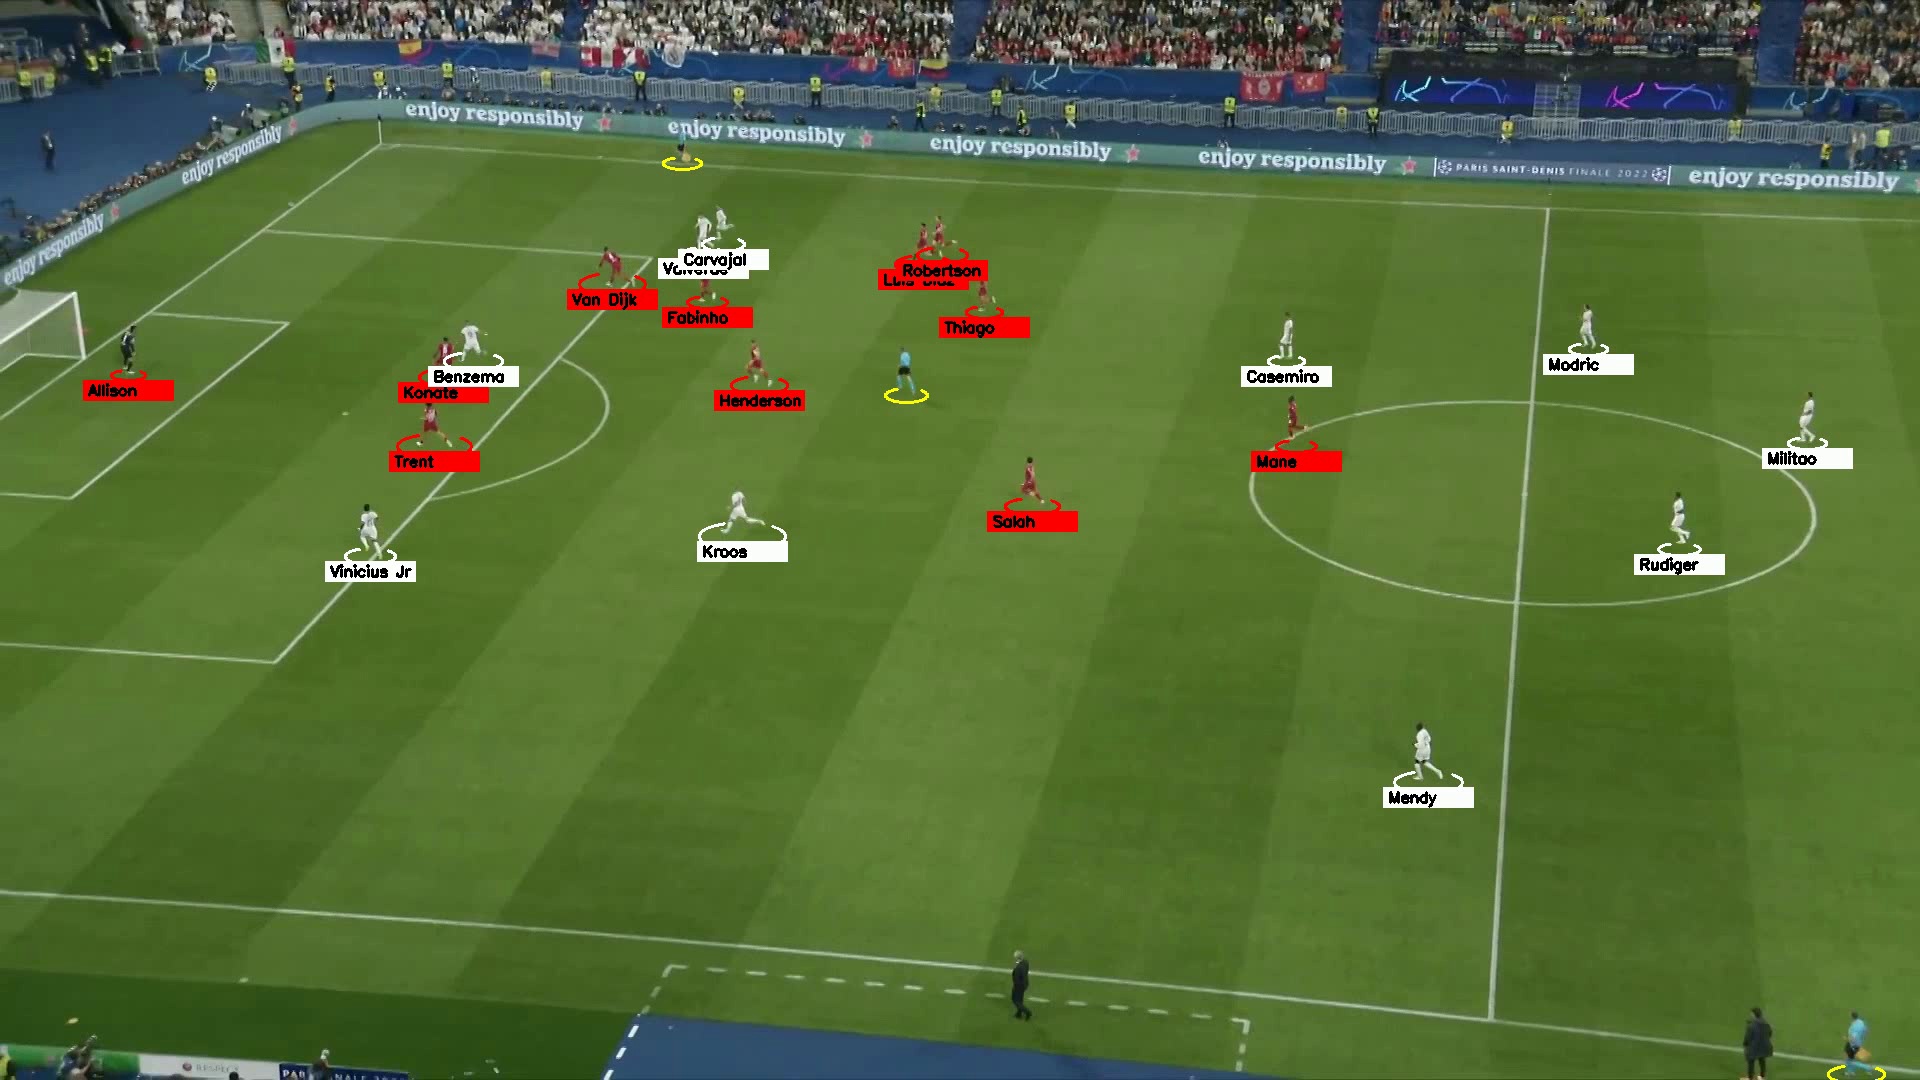 enjoy responsibly
enjoy responsibly
enjoy responsibly
enjoy responsibly
enjoy responsibly
enjoy responsibly
PARIS SAINT-DENIS FINALE 2022
enjoy responsibly
Carvajal
Robertson
Van Dijk
Fabinho
Thiago
Allison
Benzema
Konate
Henderson
Casemiro
Modric
Trent
Mane
Militao
Salah
Kroos
Vinicius Jr
Rudiger
Mendy
RESPECT